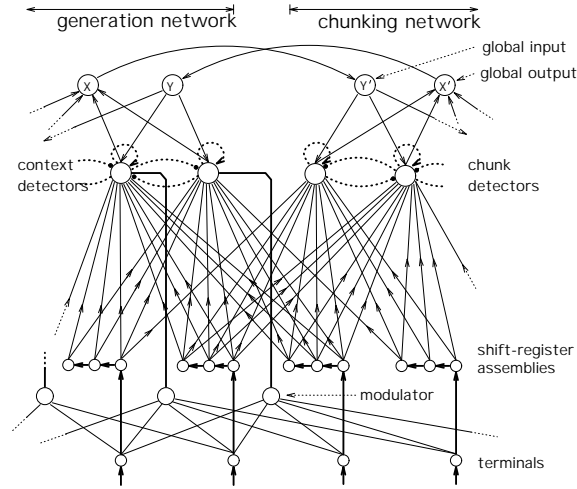 generation network
chunking network
global input
X
Y
Y'
X'
global output
context
detectors
chunk
detectors
shift-register
assemblies
modulator
terminals